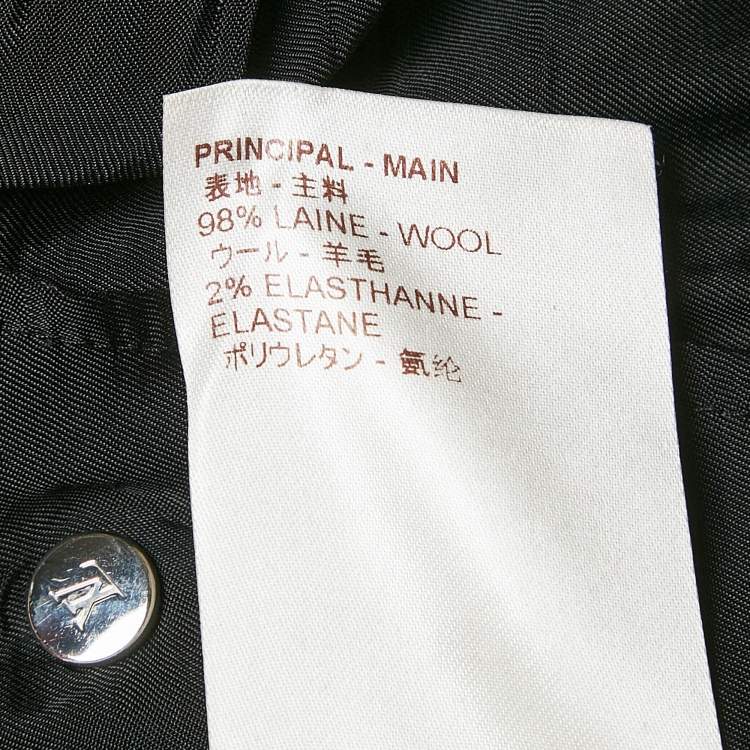 PRINCIPAL - MAIN
表地 - 主料
98% LAINE - WOOL
ウール - 羊毛
2% ELASTHANNE -
ELASTANE
ポリウレタン - 氨纶
LV